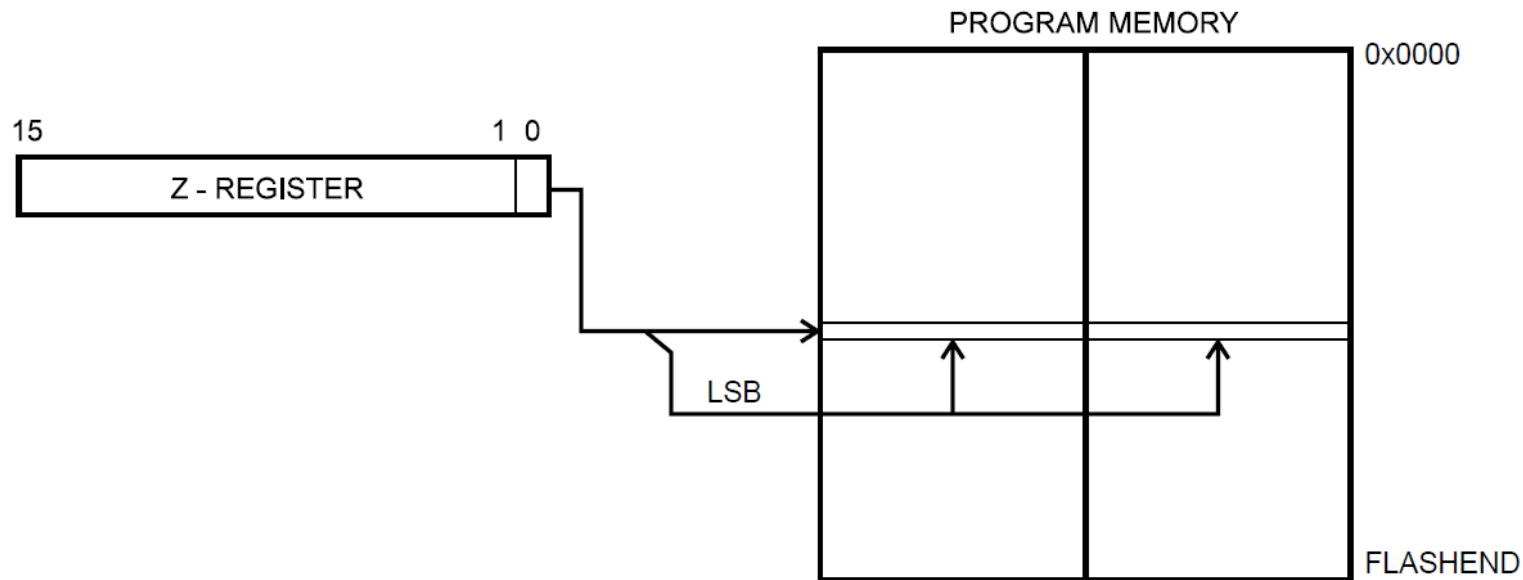 PROGRAM MEMORY
0x0000
15 1 0
Z - REGISTER
LSB
FLASHEND